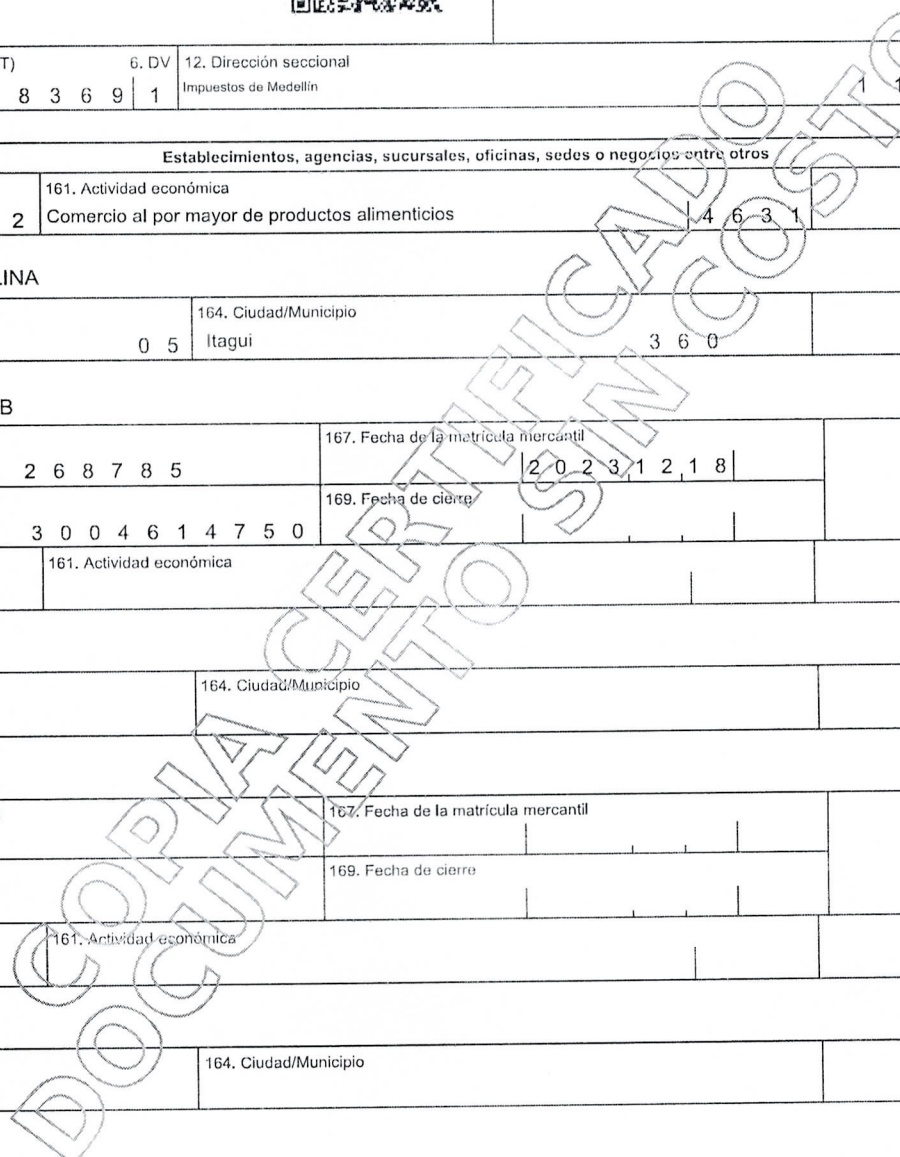 T) 6. DV 12. Dirección seccional
8 3 6 9 1 Impuestos de Medellín 1 1
Establecimientos, agencias, sucursales, oficinas, sedes o negocios entre otros
161. Actividad económica
2 Comercio al por mayor de productos alimenticios 4 6 3 1
LINA
164. Ciudad/Municipio
0 5 Itagui 3 6 0
B
167. Fecha de la matrícula mercantil
2 6 8 7 8 5 2 0 2 3 1 2 1 8
169. Fecha de cierre
3 0 0 4 6 1 4 7 5 0
161. Actividad económica
164. Ciudad/Municipio
167. Fecha de la matrícula mercantil
169. Fecha de cierre
161. Actividad económica
164. Ciudad/Municipio
COPIA CERTIFICADO
DOCUMENTO SIN COSTO